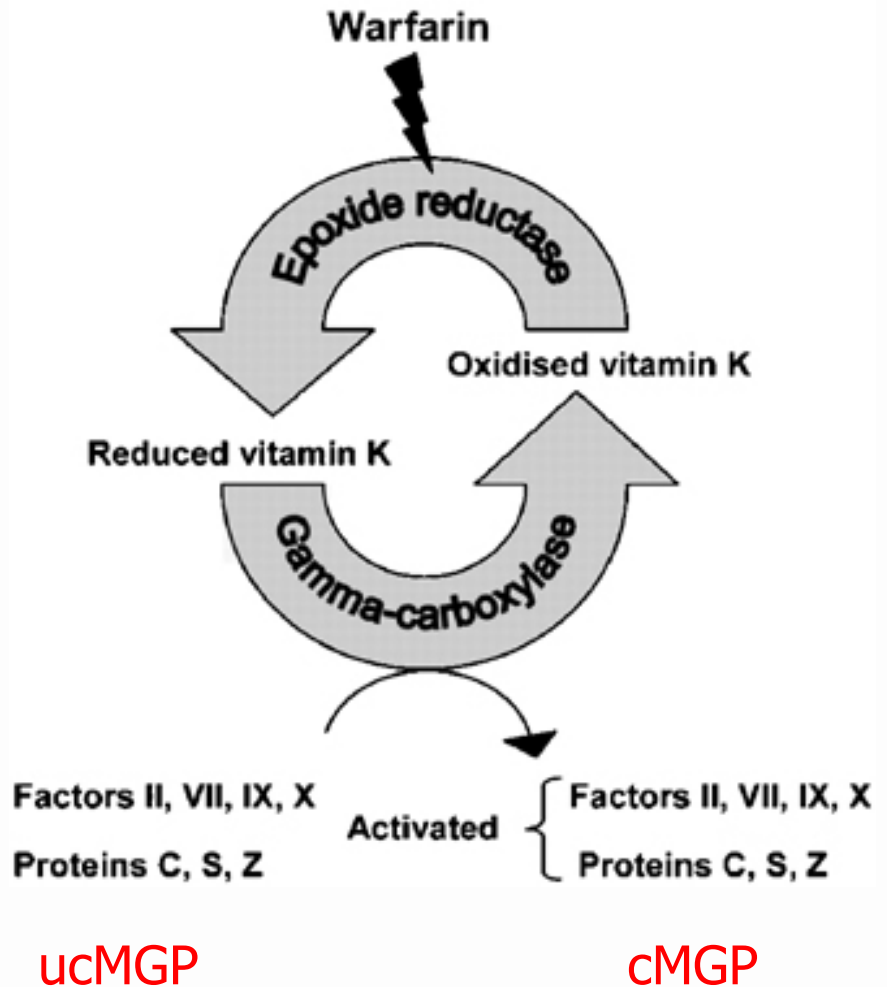 Warfarin
Epoxide reductase
Oxidised vitamin K
Reduced vitamin K
Gamma-carboxylase
Factors II, VII, IX, X
Proteins C, S, Z
Activated
Factors II, VII, IX, X
Proteins C, S, Z
ucMGP
cMGP